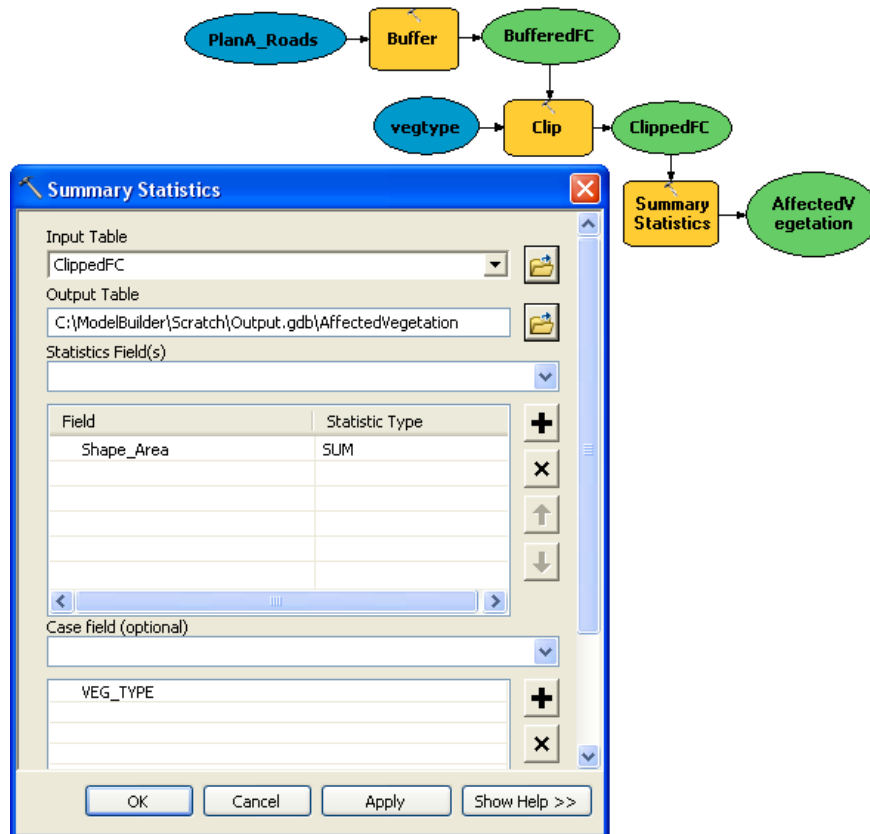 PlanA_Roads
Buffer
BufferedFC
vegtype
Clip
ClippedFC
Summary
Statistics
AffectedV
egetation
Summary Statistics
Input Table
ClippedFC
Output Table
C:\ModelBuilder\Scratch\Output.gdb\AffectedVegetation
Statistics Field(s)
Field Statistic Type
Shape_Area SUM
Case field (optional)
VEG_TYPE
OK Cancel Apply Show Help >>